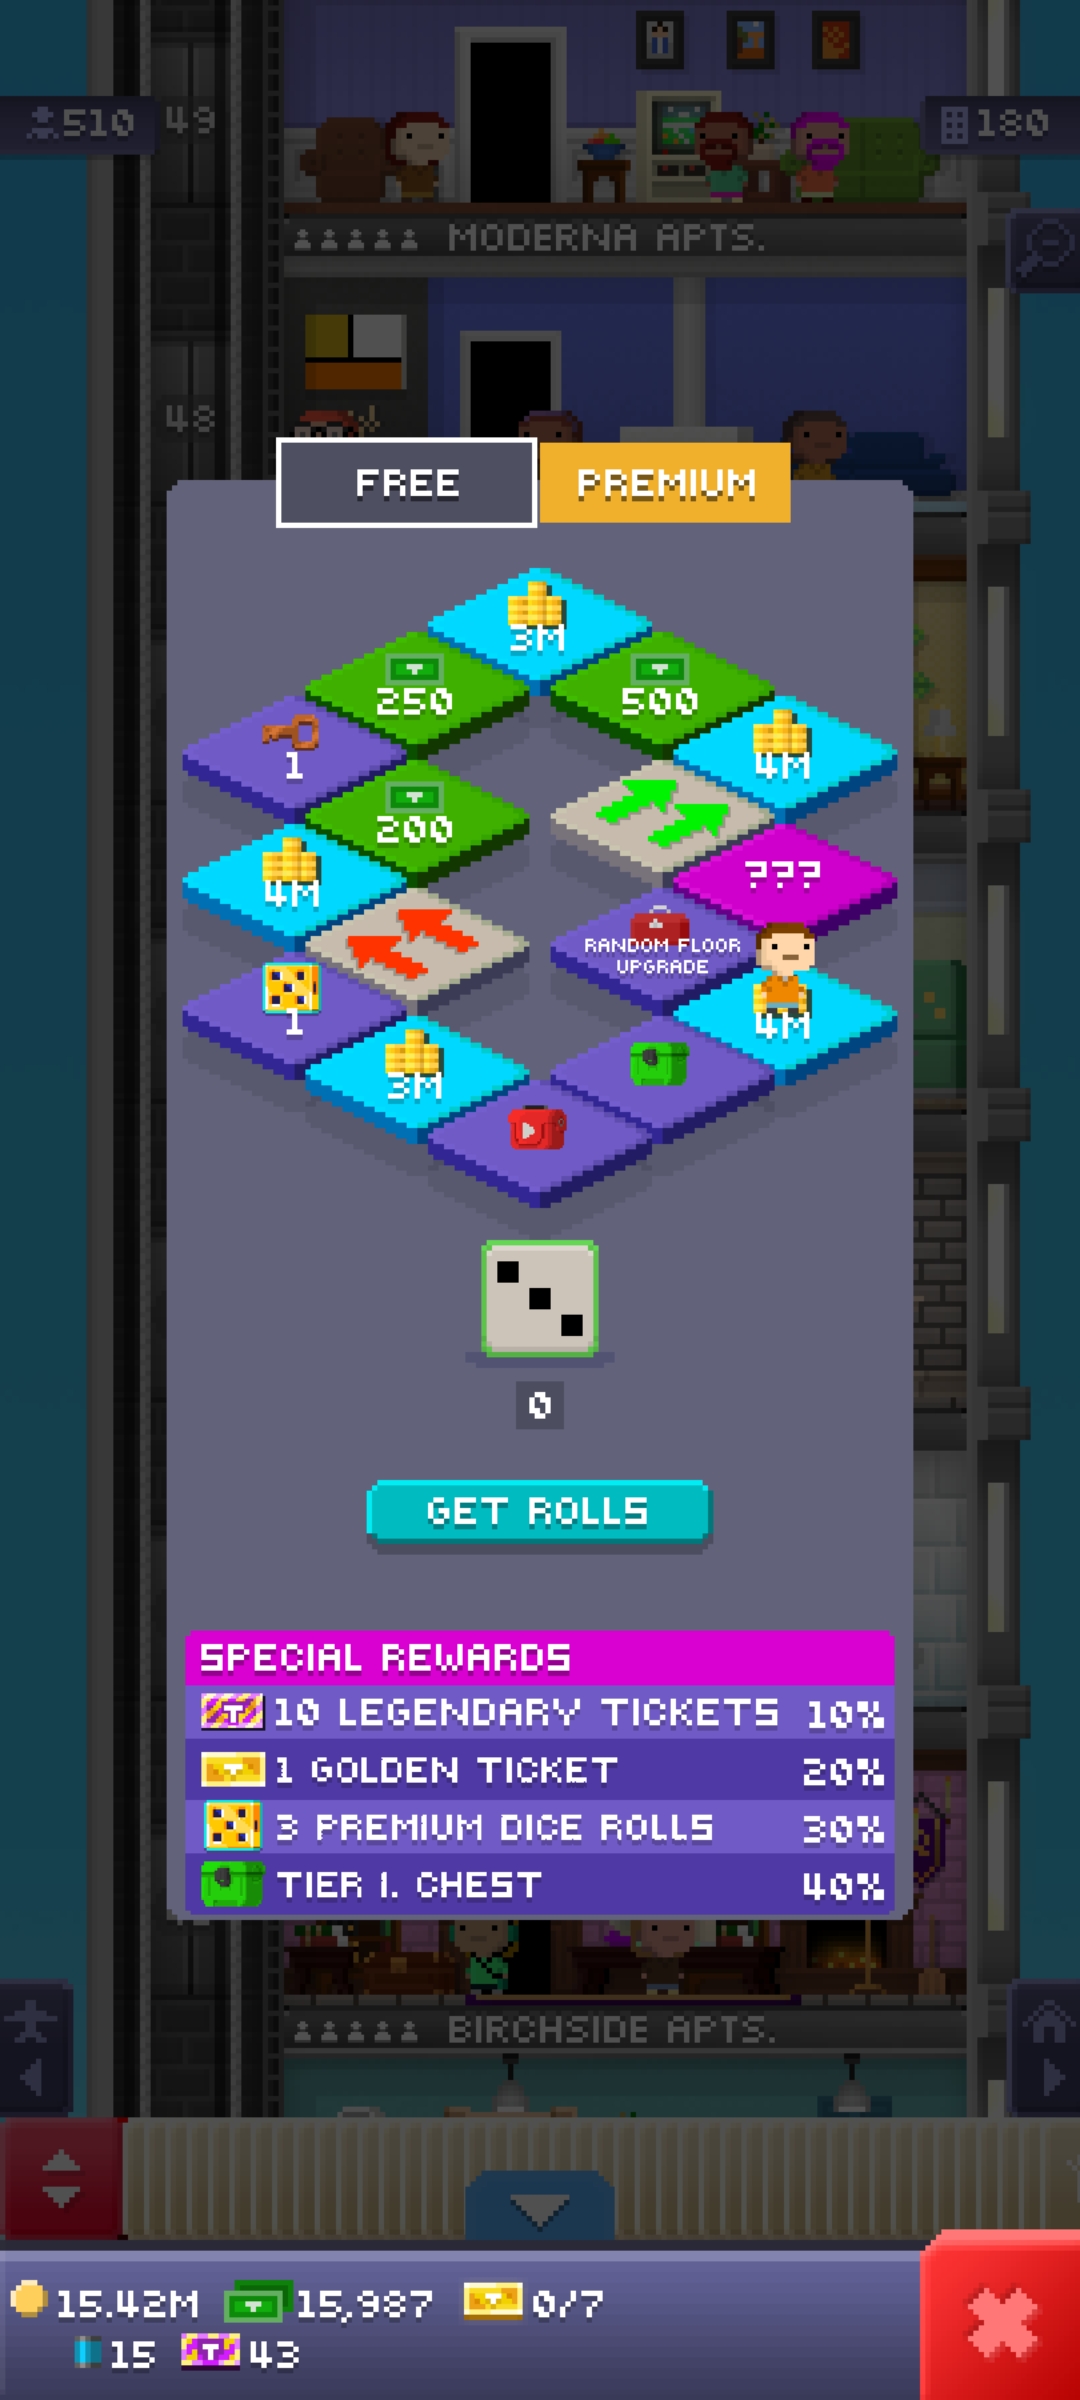 510
49
180
MODERNA APTS.
48
FREE
PREMIUM
3M
250
500
1
4M
200
4M
???
RANDOM FLOOR
UPGRADE
1
4M
3M
0
GET ROLLS
SPECIAL REWARDS
10 LEGENDARY TICKETS 10%
1 GOLDEN TICKET 20%
3 PREMIUM DICE ROLLS 30%
TIER 1. CHEST 40%
BIRCHSIDE APTS.
15.42M 15,987 0/7
15 43